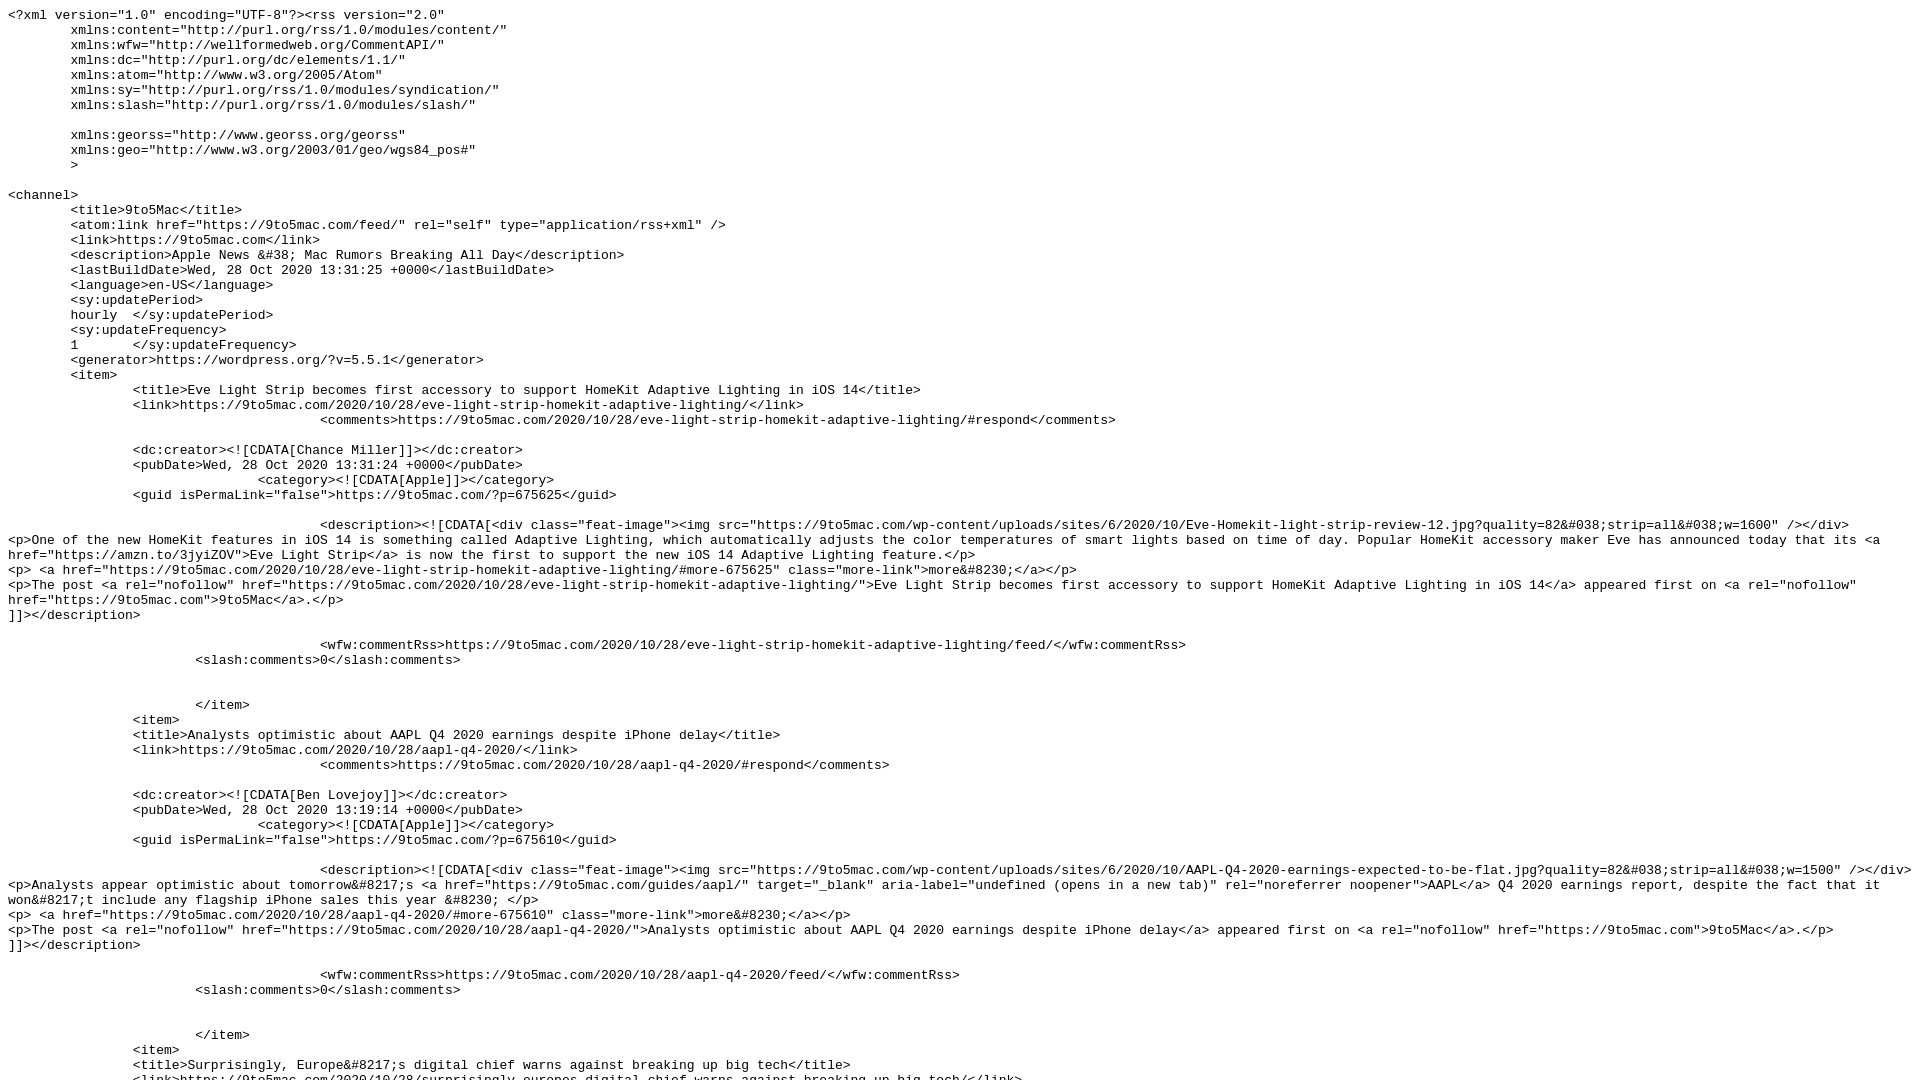 <?xml version="1.0" encoding="UTF-8"?><rss version="2.0"
xmlns:content="http://purl.org/rss/1.0/modules/content/"
xmlns:wfw="http://wellformedweb.org/CommentAPI/"
xmlns:dc="http://purl.org/dc/elements/1.1/"
xmlns:atom="http://www.w3.org/2005/Atom"
xmlns:sy="http://purl.org/rss/1.0/modules/syndication/"
xmlns:slash="http://purl.org/rss/1.0/modules/slash/"
xmlns:georss="http://www.georss.org/georss"
xmlns:geo="http://www.w3.org/2003/01/geo/wgs84_pos#"
>
<channel>
<title>9to5Mac</title>
<atom:link href="https://9to5mac.com/feed/" rel="self" type="application/rss+xml" />
<link>https://9to5mac.com</link>
<description>Apple News &#38; Mac Rumors Breaking All Day</description>
<lastBuildDate>Wed, 28 Oct 2020 13:31:25 +0000</lastBuildDate>
<language>en-US</language>
<sy:updatePeriod>
hourly </sy:updatePeriod>
<sy:updateFrequency>
1 </sy:updateFrequency>
<generator>https://wordpress.org/?v=5.5.1</generator>
<item>
<title>Eve Light Strip becomes first accessory to support HomeKit Adaptive Lighting in iOS 14</title>
<link>https://9to5mac.com/2020/10/28/eve-light-strip-homekit-adaptive-lighting/</link>
<comments>https://9to5mac.com/2020/10/28/eve-light-strip-homekit-adaptive-lighting/#respond</comments>
<dc:creator><![CDATA[Chance Miller]]></dc:creator>
<pubDate>Wed, 28 Oct 2020 13:31:24 +0000</pubDate>
<category><![CDATA[Apple]]></category>
<guid isPermaLink="false">https://9to5mac.com/?p=675625</guid>
<description><![CDATA[<div class="feat-image"><img src="https://9to5mac.com/wp-content/uploads/sites/6/2020/10/Eve-Homekit-light-strip-review-12.jpg?quality=82&#038;strip=all&#038;w=1600" /></div>
<p>One of the new HomeKit features in iOS 14 is something called Adaptive Lighting, which automatically adjusts the color temperatures of smart lights based on time of day. Popular HomeKit accessory maker Eve has announced today that its <a
href="https://amzn.to/3jyiZOV">Eve Light Strip</a> is now the first to support the new iOS 14 Adaptive Lighting feature.</p>
<p> <a href="https://9to5mac.com/2020/10/28/eve-light-strip-homekit-adaptive-lighting/#more-675625" class="more-link">more&#8230;</a></p>
<p>The post <a rel="nofollow" href="https://9to5mac.com/2020/10/28/eve-light-strip-homekit-adaptive-lighting/">Eve Light Strip becomes first accessory to support HomeKit Adaptive Lighting in iOS 14</a> appeared first on <a rel="nofollow"
href="https://9to5mac.com">9to5Mac</a>.</p>
]]></description>
<wfw:commentRss>https://9to5mac.com/2020/10/28/eve-light-strip-homekit-adaptive-lighting/feed/</wfw:commentRss>
<slash:comments>0</slash:comments>
</item>
<item>
<title>Analysts optimistic about AAPL Q4 2020 earnings despite iPhone delay</title>
<link>https://9to5mac.com/2020/10/28/aapl-q4-2020/</link>
<comments>https://9to5mac.com/2020/10/28/aapl-q4-2020/#respond</comments>
<dc:creator><![CDATA[Ben Lovejoy]]></dc:creator>
<pubDate>Wed, 28 Oct 2020 13:19:14 +0000</pubDate>
<category><![CDATA[Apple]]></category>
<guid isPermaLink="false">https://9to5mac.com/?p=675610</guid>
<description><![CDATA[<div class="feat-image"><img src="https://9to5mac.com/wp-content/uploads/sites/6/2020/10/AAPL-Q4-2020-earnings-expected-to-be-flat.jpg?quality=82&#038;strip=all&#038;w=1500" /></div>
<p>Analysts appear optimistic about tomorrow&#8217;s <a href="https://9to5mac.com/guides/aapl/" target="_blank" aria-label="undefined (opens in a new tab)" rel="noreferrer noopener">AAPL</a> Q4 2020 earnings report, despite the fact that it
won&#8217;t include any flagship iPhone sales this year &#8230; </p>
<p> <a href="https://9to5mac.com/2020/10/28/aapl-q4-2020/#more-675610" class="more-link">more&#8230;</a></p>
<p>The post <a rel="nofollow" href="https://9to5mac.com/2020/10/28/aapl-q4-2020/">Analysts optimistic about AAPL Q4 2020 earnings despite iPhone delay</a> appeared first on <a rel="nofollow" href="https://9to5mac.com">9to5Mac</a>.</p>
]]></description>
<wfw:commentRss>https://9to5mac.com/2020/10/28/aapl-q4-2020/feed/</wfw:commentRss>
<slash:comments>0</slash:comments>
</item>
<item>
<title>Surprisingly, Europe&#8217;s digital chief warns against breaking up big tech</title>
<link>https://9to5mac.com/2020/10/28/surprisingly-europes-digital-chief-warns-against-breaking-up-big-tech/</link>